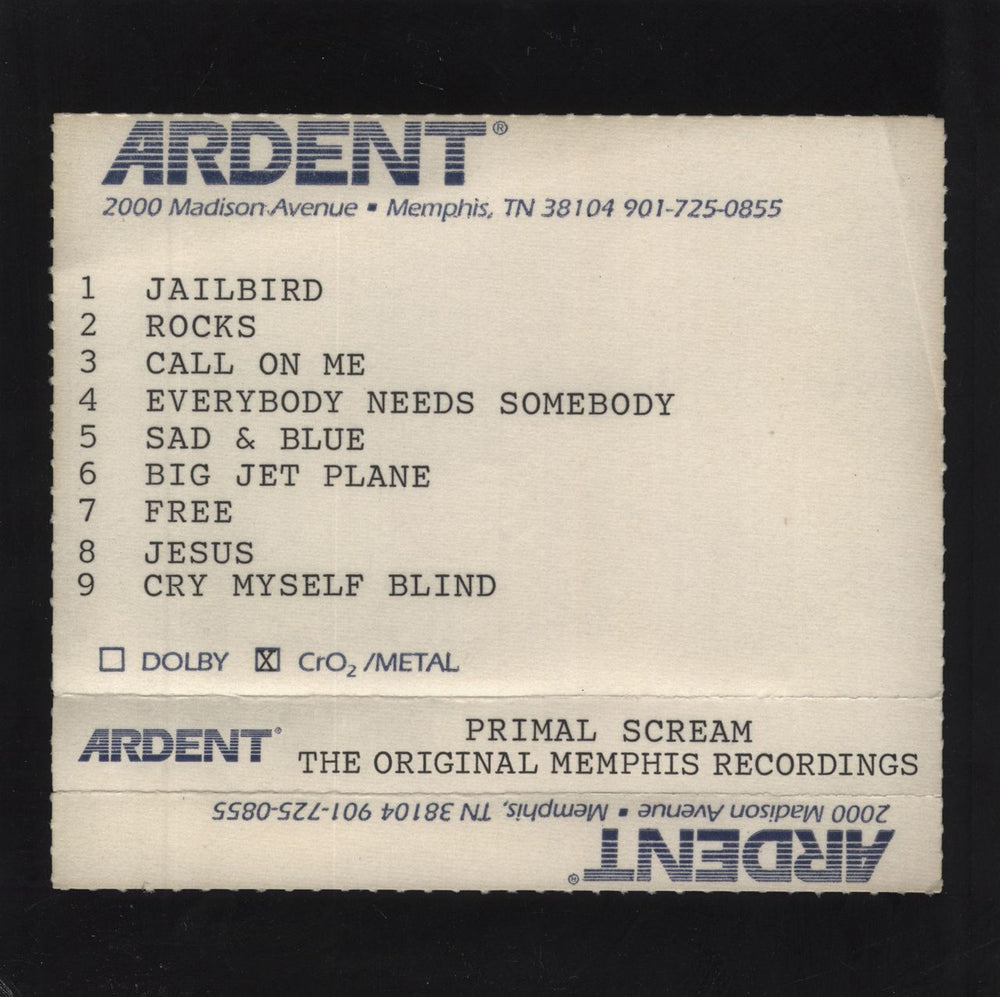 ARDENT®
2000 Madison Avenue ▪ Memphis, TN 38104 901-725-0855
1 JAILBIRD
2 ROCKS
3 CALL ON ME
4 EVERYBODY NEEDS SOMEBODY
5 SAD & BLUE
6 BIG JET PLANE
7 FREE
8 JESUS
9 CRY MYSELF BLIND
☐ DOLBY ☒ CrO₂ /METAL
ARDENT® PRIMAL SCREAM
THE ORIGINAL MEMPHIS RECORDINGS
2000 Madison Avenue ▪ Memphis, TN 38104 901-725-0855
ARDENT®